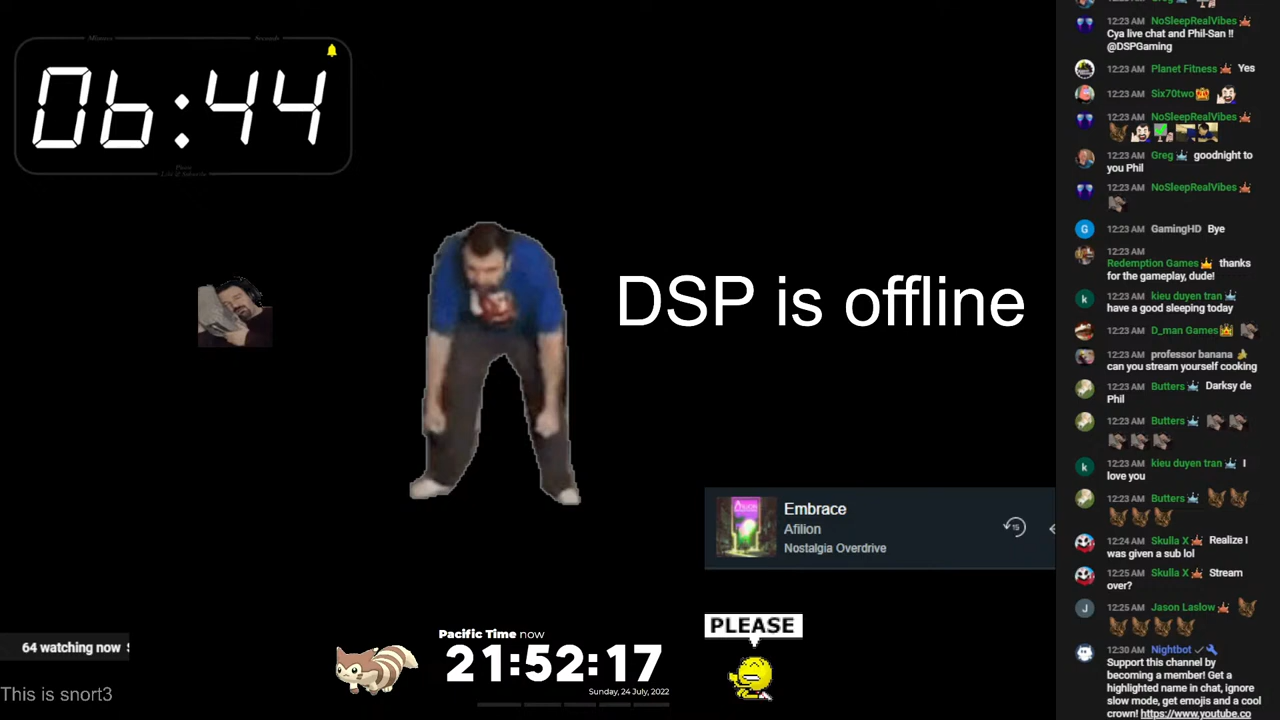 Minutes
Seconds
06:44
Please
Like & Subscribe
DSP is offline
Embrace
Afilion
Nostalgia Overdrive
15
PLEASE
Pacific Time now
21:52:17
Sunday, 24 July, 2022
64 watching now
This is snort3
Greg
12:23 AM NoSleepRealVibes
Cya live chat and Phil-San !!
@DSPGaming
12:23 AM Planet Fitness Yes
12:23 AM Six70two
12:23 AM NoSleepRealVibes
12:23 AM Greg goodnight to
you Phil
12:23 AM NoSleepRealVibes
G 12:23 AM GamingHD Bye
12:23 AM
Redemption Games thanks
for the gameplay, dude!
k 12:23 AM kieu duyen tran
have a good sleeping today
12:23 AM D_man Games
12:23 AM professor banana
can you stream yourself cooking
12:23 AM Butters Darksy de
Phil
12:23 AM Butters
k 12:23 AM kieu duyen tran I
love you
12:23 AM Butters
12:24 AM Skulla X Realize I
was given a sub lol
12:25 AM Skulla X Stream
over?
J 12:25 AM Jason Laslow
12:30 AM Nightbot
Support this channel by
becoming a member! Get a
highlighted name in chat, ignore
slow mode, get emojis and a cool
crown! https://www.youtube.co